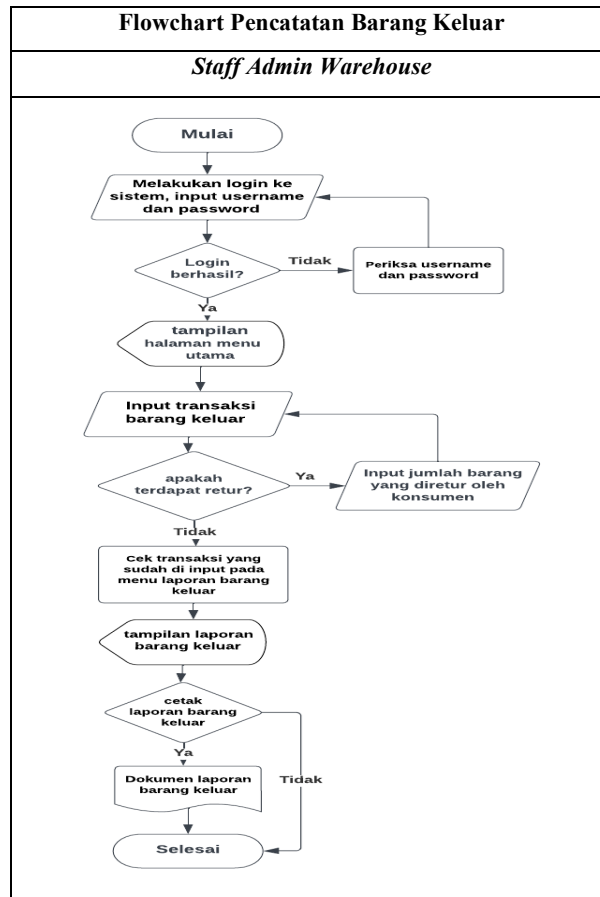 Flowchart Pencatatan Barang Keluar
Staff Admin Warehouse
Mulai
Melakukan login ke
sistem, input username
dan password
Login
berhasil?
Tidak
Periksa username
dan password
Ya
tampilan
halaman menu
utama
Input transaksi
barang keluar
apakah
terdapat retur?
Ya
Input jumlah barang
yang diretur oleh
konsumen
Tidak
Cek transaksi yang
sudah di input pada
menu laporan barang
keluar
tampilan laporan
barang keluar
cetak
laporan barang
keluar
Ya
Tidak
Dokumen laporan
barang keluar
Selesai